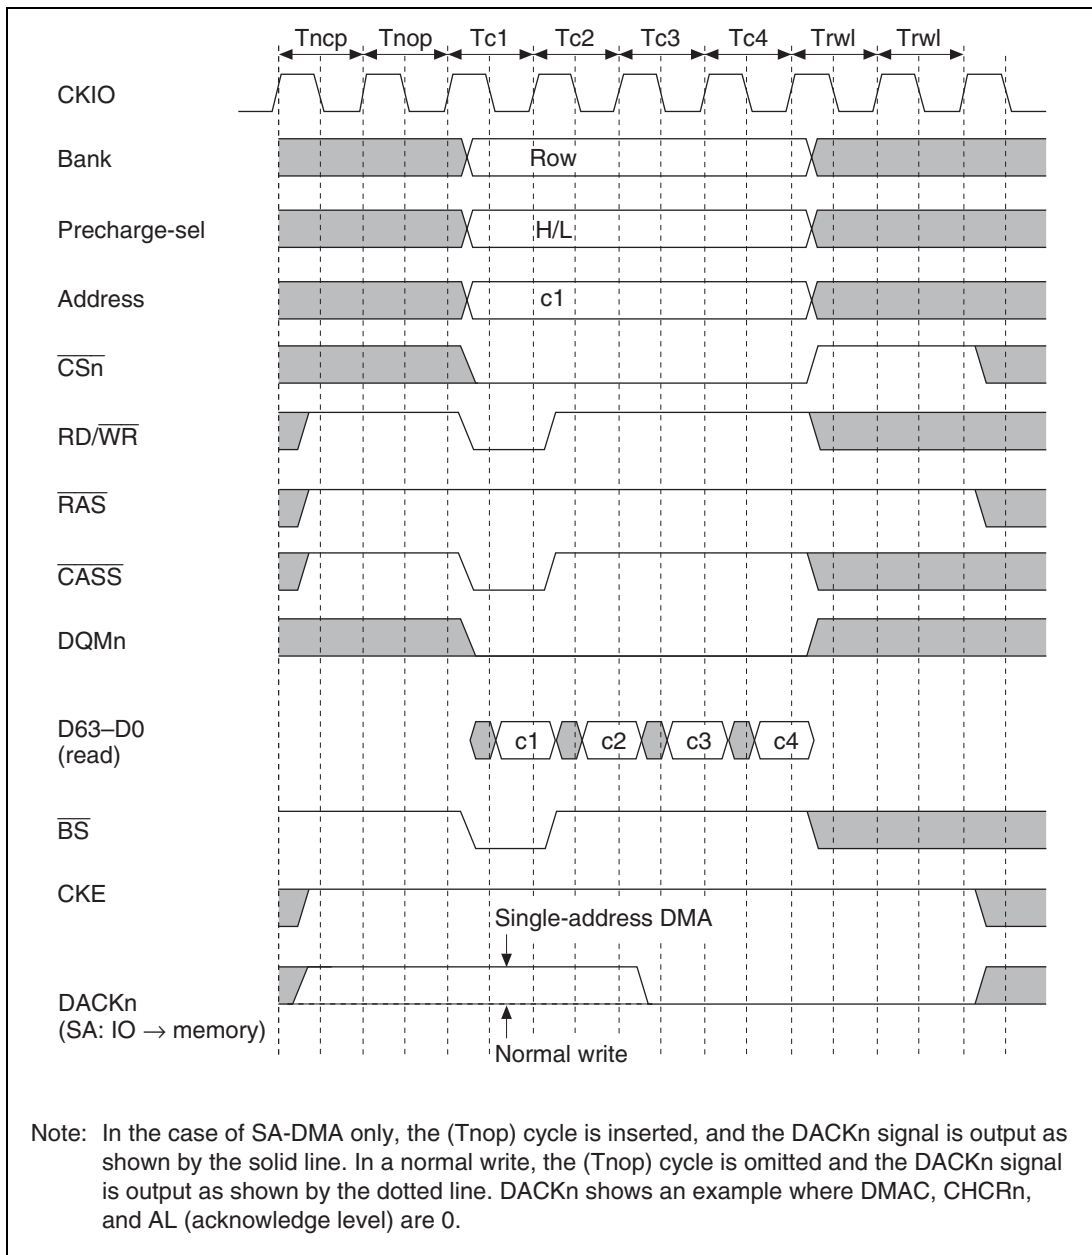 Tncp Tnop Tc1 Tc2 Tc3 Tc4 Trwl Trwl
CKIO
Bank Row
Precharge-sel H/L
Address c1
CSn
RD/WR
RAS
CASS
DQMn
D63–D0
(read)
c1 c2 c3 c4
BS
CKE
Single-address DMA
DACKn
(SA: IO → memory)
Normal write
Note: In the case of SA-DMA only, the (Tnop) cycle is inserted, and the DACKn signal is output as
shown by the solid line. In a normal write, the (Tnop) cycle is omitted and the DACKn signal
is output as shown by the dotted line. DACKn shows an example where DMAC, CHCRn,
and AL (acknowledge level) are 0.